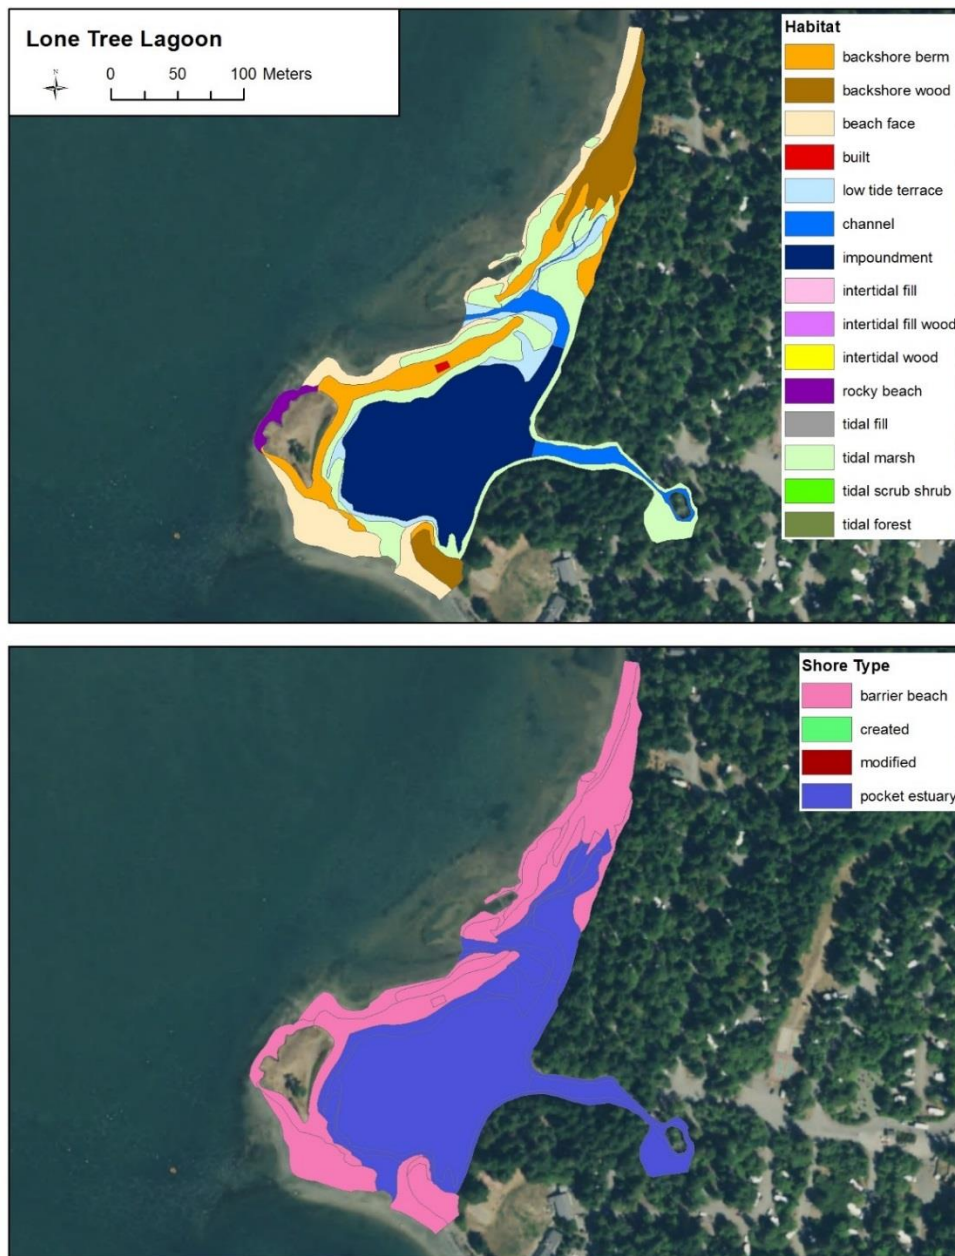 Lone Tree Lagoon
N
0 50 100 Meters
Habitat
backshore berm
backshore wood
beach face
built
low tide terrace
channel
impoundment
intertidal fill
intertidal fill wood
intertidal wood
rocky beach
tidal fill
tidal marsh
tidal scrub shrub
tidal forest
Shore Type
barrier beach
created
modified
pocket estuary